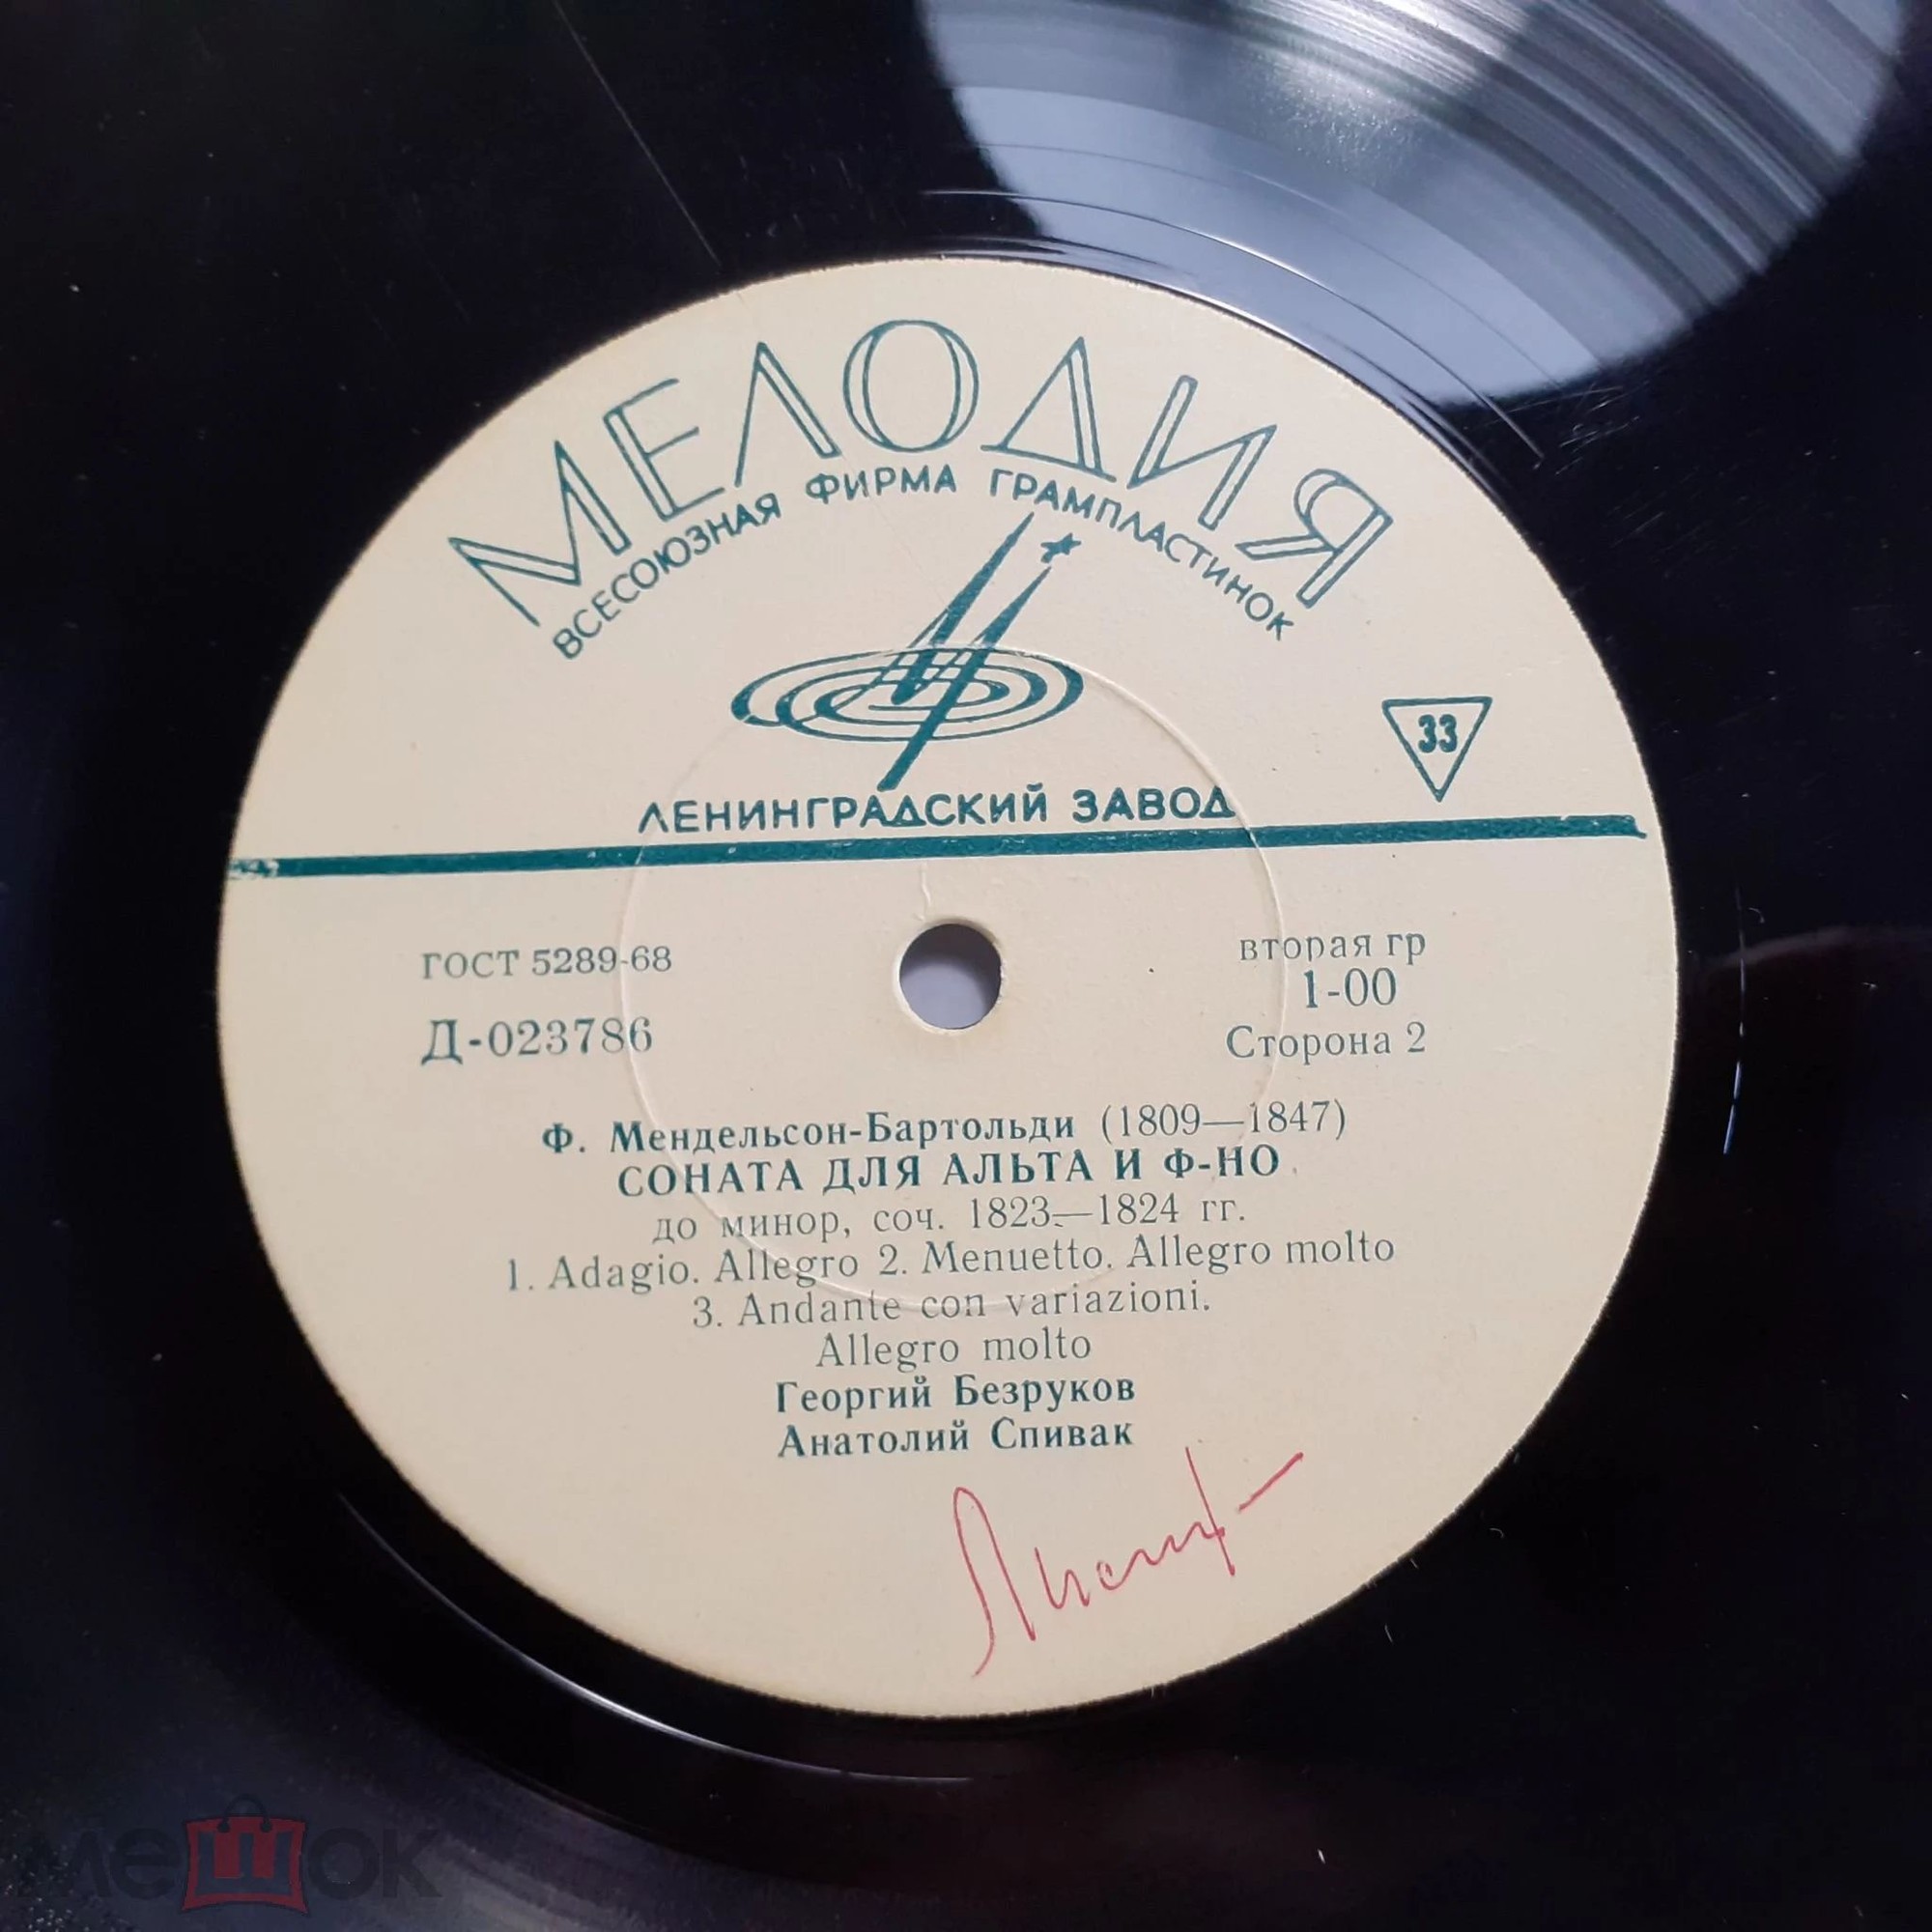 МЕЛОДИЯ
ВСЕСОЮЗНАЯ ФИРМА ГРАМПЛАСТИНОК
33
ЛЕНИНГРАДСКИЙ ЗАВОД
ГОСТ 5289-68
вторая гр
1-00
Д-023786
Сторона 2
Ф. Мендельсон-Бартольди (1809—1847)
СОНАТА ДЛЯ АЛЬТА И Ф-НО
до минор, соч. 1823—1824 гг.
1. Adagio. Allegro 2. Menuetto. Allegro molto
3. Andante con variazioni.
Allegro molto
Георгий Безруков
Анатолий Спивак
мешок